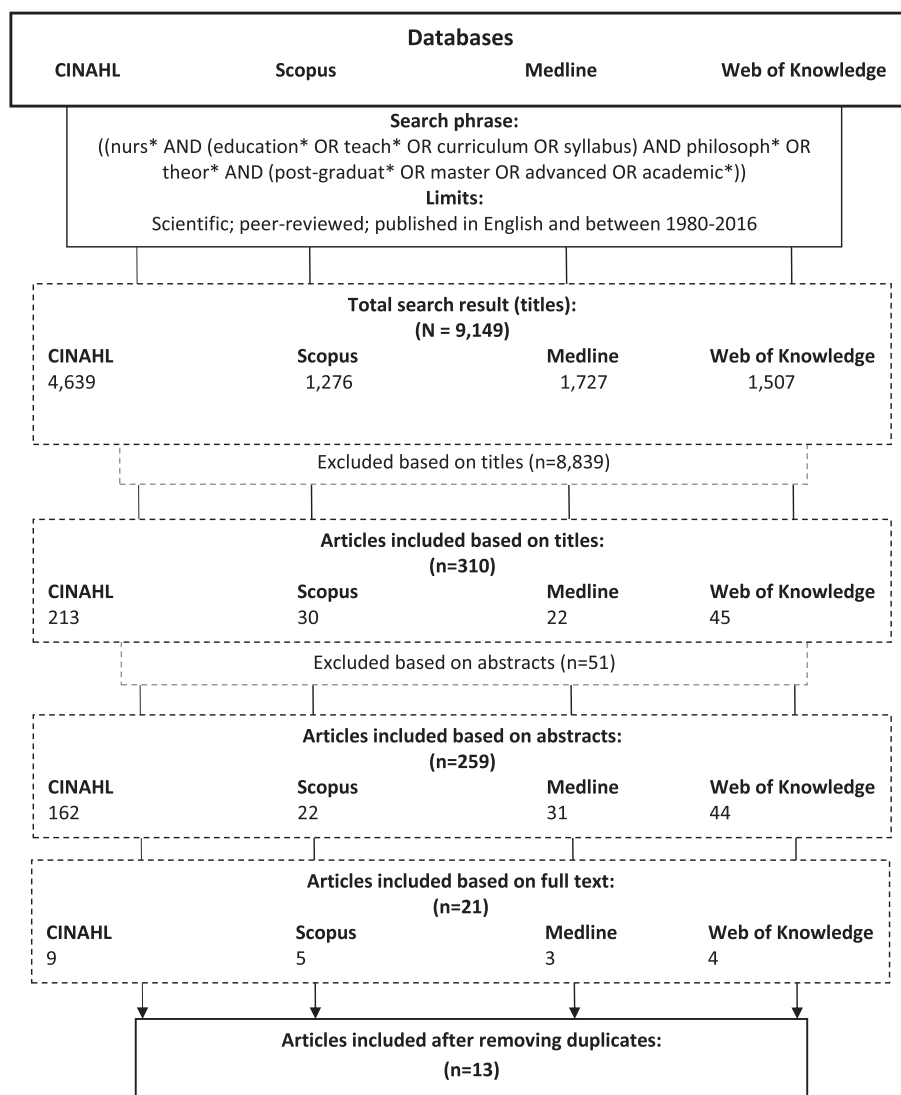 Databases
CINAHL Scopus Medline Web of Knowledge
Search phrase:
((nurs* AND (education* OR teach* OR curriculum OR syllabus) AND philosoph* OR
theor* AND (post-graduat* OR master OR advanced OR academic*))
Limits:
Scientific; peer-reviewed; published in English and between 1980-2016
Total search result (titles):
(N = 9,149)
CINAHL Scopus Medline Web of Knowledge
4,639 1,276 1,727 1,507
Excluded based on titles (n=8,839)
Articles included based on titles:
(n=310)
CINAHL Scopus Medline Web of Knowledge
213 30 22 45
Excluded based on abstracts (n=51)
Articles included based on abstracts:
(n=259)
CINAHL Scopus Medline Web of Knowledge
162 22 31 44
Articles included based on full text:
(n=21)
CINAHL Scopus Medline Web of Knowledge
9 5 3 4
Articles included after removing duplicates:
(n=13)